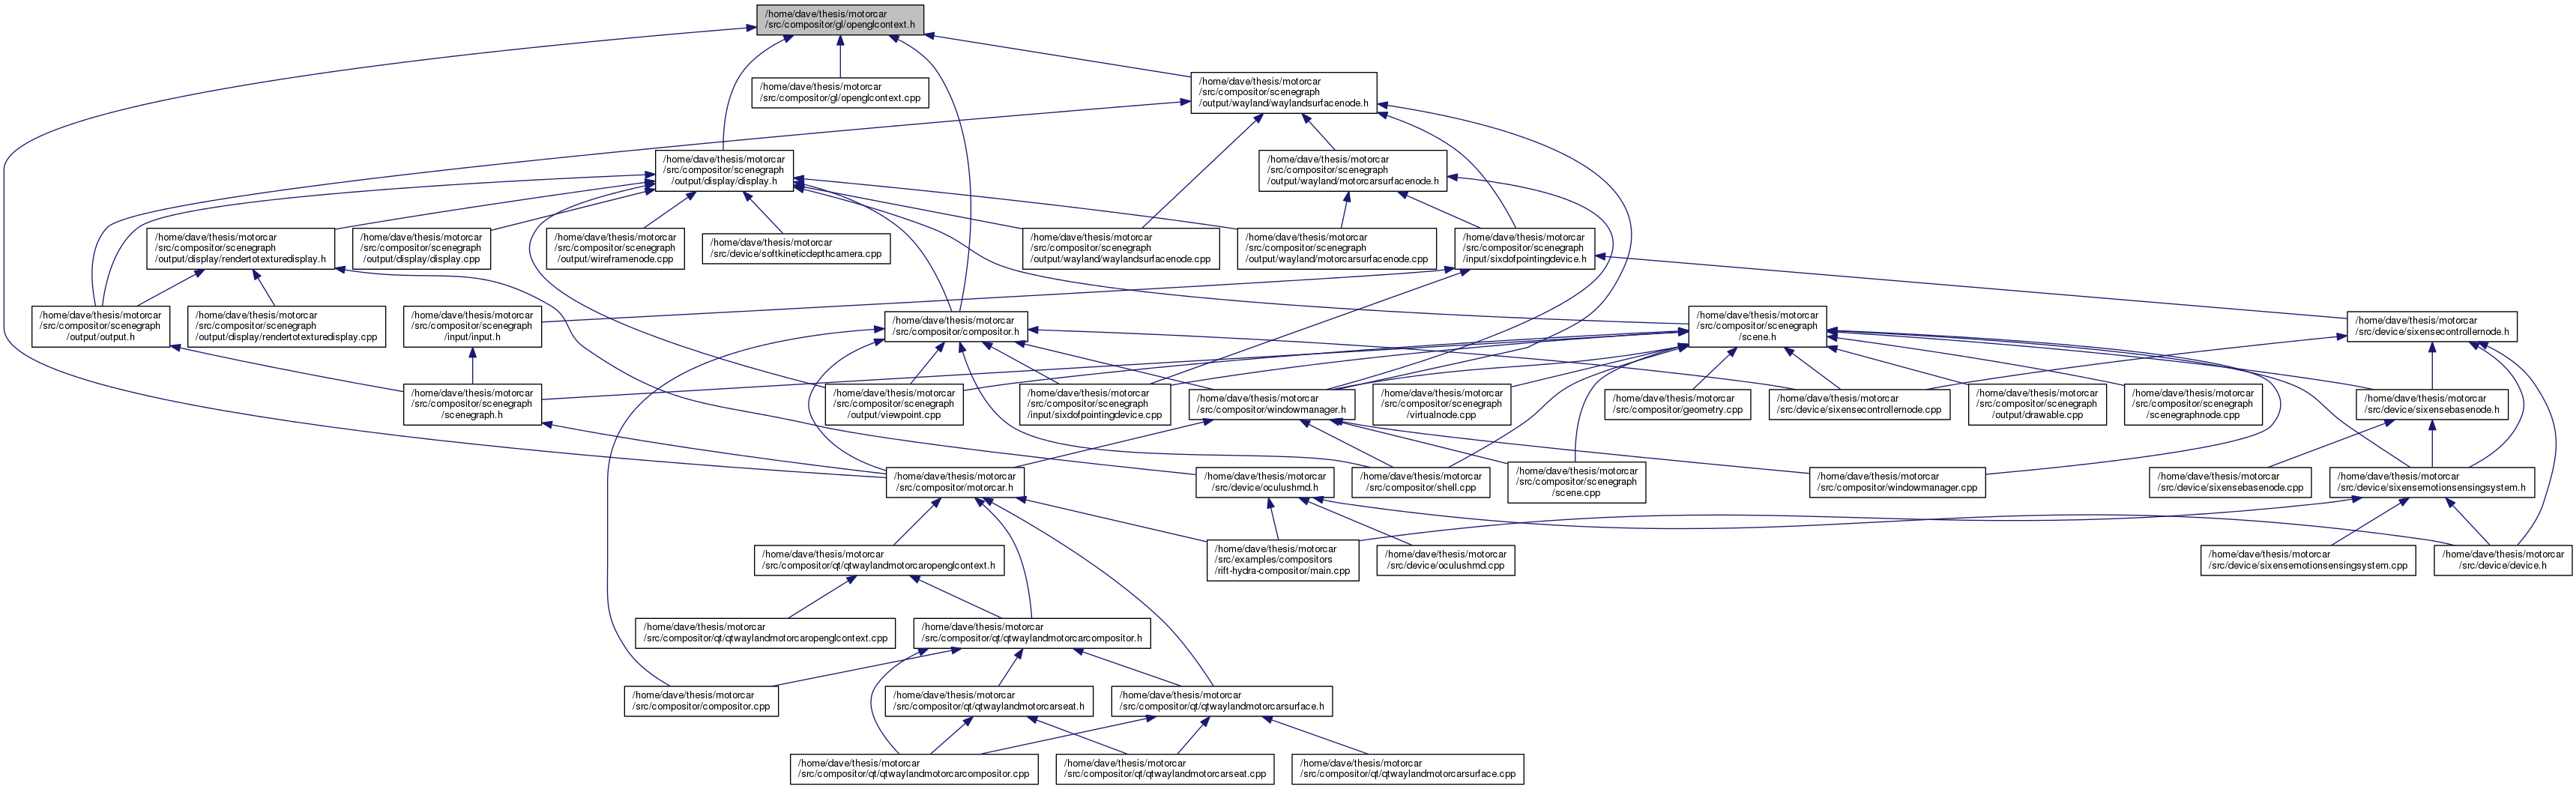 /home/dave/thesis/motorcar
/src/compositor/gl/openglcontext.h
/home/dave/thesis/motorcar
/src/compositor/gl/openglcontext.cpp
/home/dave/thesis/motorcar
/src/compositor/scenegraph
/output/wayland/waylandsurfacenode.h
/home/dave/thesis/motorcar
/src/compositor/scenegraph
/output/display/display.h
/home/dave/thesis/motorcar
/src/compositor/scenegraph
/output/wayland/motorcarsurfacenode.h
/home/dave/thesis/motorcar
/src/compositor/scenegraph
/output/display/rendertotexturedisplay.h
/home/dave/thesis/motorcar
/src/compositor/scenegraph
/output/display/display.cpp
/home/dave/thesis/motorcar
/src/compositor/scenegraph
/output/wireframenode.cpp
/home/dave/thesis/motorcar
/src/device/softkineticdepthcamera.cpp
/home/dave/thesis/motorcar
/src/compositor/scenegraph
/output/wayland/waylandsurfacenode.cpp
/home/dave/thesis/motorcar
/src/compositor/scenegraph
/output/wayland/motorcarsurfacenode.cpp
/home/dave/thesis/motorcar
/src/compositor/scenegraph
/input/sixdofpointingdevice.h
/home/dave/thesis/motorcar
/src/compositor/scenegraph
/output/output.h
/home/dave/thesis/motorcar
/src/compositor/scenegraph
/output/display/rendertotexturedisplay.cpp
/home/dave/thesis/motorcar
/src/compositor/scenegraph
/input/input.h
/home/dave/thesis/motorcar
/src/compositor/compositor.h
/home/dave/thesis/motorcar
/src/compositor/scenegraph
/scene.h
/home/dave/thesis/motorcar
/src/device/sixensecontrollernode.h
/home/dave/thesis/motorcar
/src/compositor/scenegraph
/scenegraph.h
/home/dave/thesis/motorcar
/src/compositor/scenegraph
/output/viewpoint.cpp
/home/dave/thesis/motorcar
/src/compositor/scenegraph
/input/sixdofpointingdevice.cpp
/home/dave/thesis/motorcar
/src/compositor/windowmanager.h
/home/dave/thesis/motorcar
/src/compositor/scenegraph
/virtualnode.cpp
/home/dave/thesis/motorcar
/src/compositor/geometry.cpp
/home/dave/thesis/motorcar
/src/device/sixensecontrollernode.cpp
/home/dave/thesis/motorcar
/src/compositor/scenegraph
/output/drawable.cpp
/home/dave/thesis/motorcar
/src/compositor/scenegraph
/scenegraphnode.cpp
/home/dave/thesis/motorcar
/src/device/sixensebasenode.h
/home/dave/thesis/motorcar
/src/compositor/motorcar.h
/home/dave/thesis/motorcar
/src/device/oculushmd.h
/home/dave/thesis/motorcar
/src/compositor/shell.cpp
/home/dave/thesis/motorcar
/src/compositor/scenegraph
/scene.cpp
/home/dave/thesis/motorcar
/src/compositor/windowmanager.cpp
/home/dave/thesis/motorcar
/src/device/sixensebasenode.cpp
/home/dave/thesis/motorcar
/src/device/sixensemotionsensingsystem.h
/home/dave/thesis/motorcar
/src/compositor/qt/qtwaylandmotorcaropenglcontext.h
/home/dave/thesis/motorcar
/src/examples/compositors
/rift-hydra-compositor/main.cpp
/home/dave/thesis/motorcar
/src/device/oculushmd.cpp
/home/dave/thesis/motorcar
/src/device/sixensemotionsensingsystem.cpp
/home/dave/thesis/motorcar
/src/device/device.h
/home/dave/thesis/motorcar
/src/compositor/qt/qtwaylandmotorcaropenglcontext.cpp
/home/dave/thesis/motorcar
/src/compositor/qt/qtwaylandmotorcarcompositor.h
/home/dave/thesis/motorcar
/src/compositor/compositor.cpp
/home/dave/thesis/motorcar
/src/compositor/qt/qtwaylandmotorcarseat.h
/home/dave/thesis/motorcar
/src/compositor/qt/qtwaylandmotorcarsurface.h
/home/dave/thesis/motorcar
/src/compositor/qt/qtwaylandmotorcarcompositor.cpp
/home/dave/thesis/motorcar
/src/compositor/qt/qtwaylandmotorcarseat.cpp
/home/dave/thesis/motorcar
/src/compositor/qt/qtwaylandmotorcarsurface.cpp